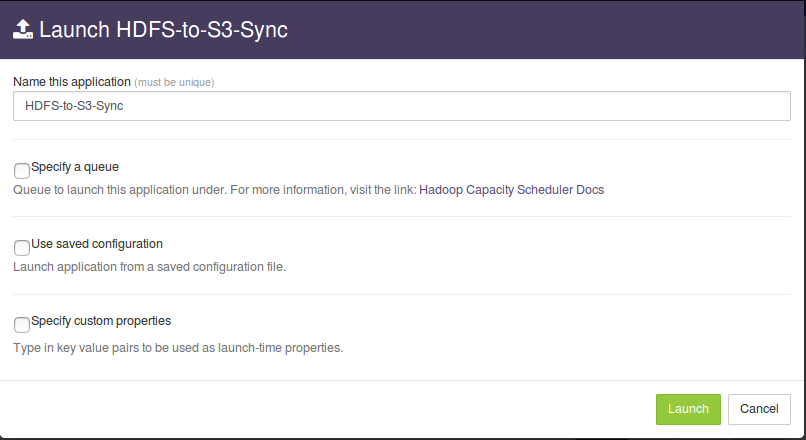 Launch HDFS-to-S3-Sync
Name this application (must be unique)
HDFS-to-S3-Sync
Specify a queue
Queue to launch this application under. For more information, visit the link: Hadoop Capacity Scheduler Docs
Use saved configuration
Launch application from a saved configuration file.
Specify custom properties
Type in key value pairs to be used as launch-time properties.
Launch Cancel